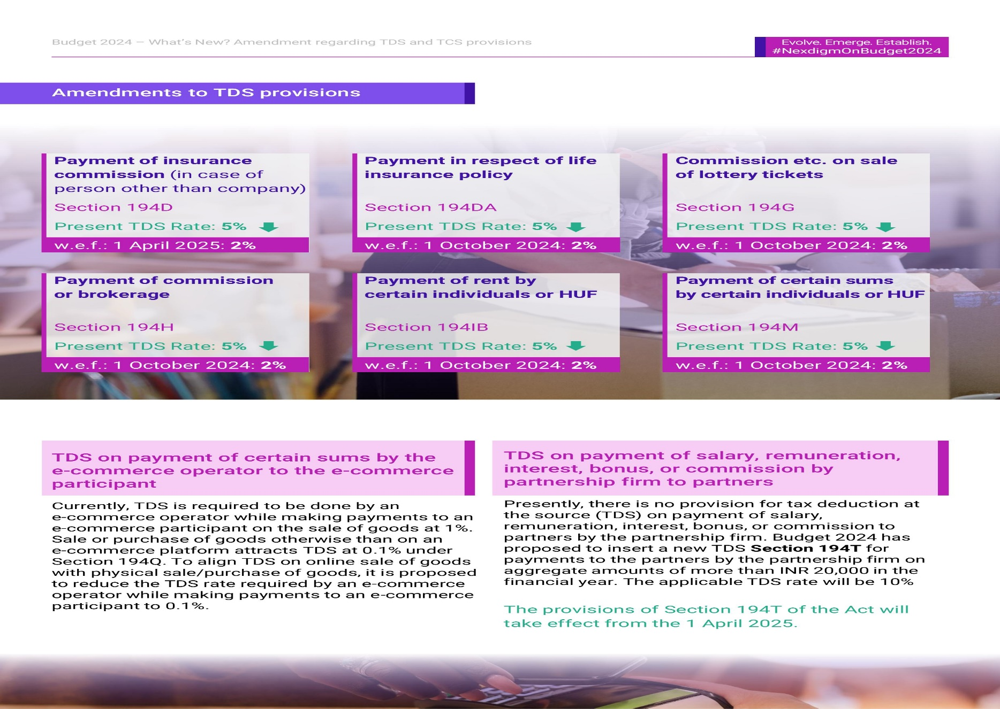 Budget 2024 – What's New? Amendment regarding TDS and TCS provisions
Evolve. Emerge. Establish.
#NexdigmOnBudget2024
Amendments to TDS provisions
Payment of insurance
commission (in case of
person other than company)
Section 194D
Present TDS Rate: 5%
w.e.f.: 1 April 2025: 2%
Payment in respect of life
insurance policy
Section 194DA
Present TDS Rate: 5%
w.e.f.: 1 October 2024: 2%
Commission etc. on sale
of lottery tickets
Section 194G
Present TDS Rate: 5%
w.e.f.: 1 October 2024: 2%
Payment of commission
or brokerage
Section 194H
Present TDS Rate: 5%
w.e.f.: 1 October 2024: 2%
Payment of rent by
certain individuals or HUF
Section 194IB
Present TDS Rate: 5%
w.e.f.: 1 October 2024: 2%
Payment of certain sums
by certain individuals or HUF
Section 194M
Present TDS Rate: 5%
w.e.f.: 1 October 2024: 2%
TDS on payment of certain sums by the
e-commerce operator to the e-commerce
participant
Currently, TDS is required to be done by an
e-commerce operator while making payments to an
e-commerce participant on the sale of goods at 1%.
Sale or purchase of goods otherwise than on an
e-commerce platform attracts TDS at 0.1% under
Section 194Q. To align TDS on online sale of goods
with physical sale/purchase of goods, it is proposed
to reduce the TDS rate required by an e-commerce
operator while making payments to an e-commerce
participant to 0.1%.
TDS on payment of salary, remuneration,
interest, bonus, or commission by
partnership firm to partners
Presently, there is no provision for tax deduction at
the source (TDS) on payment of salary,
remuneration, interest, bonus, or commission to
partners by the partnership firm. Budget 2024 has
proposed to insert a new TDS Section 194T for
payments to the partners by the partnership firm on
aggregate amounts of more than INR 20,000 in the
financial year. The applicable TDS rate will be 10%
The provisions of Section 194T of the Act will
take effect from the 1 April 2025.